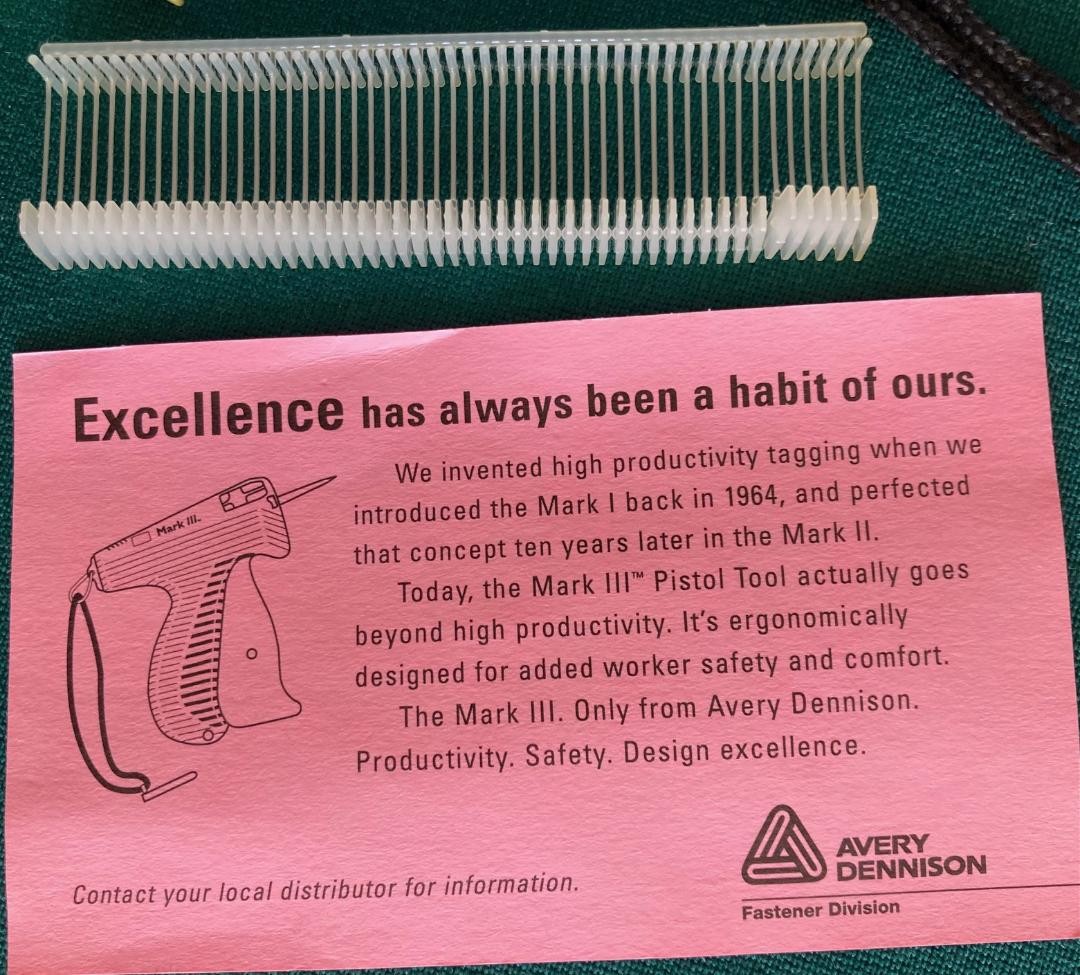 Excellence has always been a habit of ours.
We invented high productivity tagging when we
introduced the Mark I back in 1964, and perfected
that concept ten years later in the Mark II.
Today, the Mark III™ Pistol Tool actually goes
beyond high productivity. It's ergonomically
designed for added worker safety and comfort.
The Mark III. Only from Avery Dennison.
Productivity. Safety. Design excellence.
Mark III™
Contact your local distributor for information.
AVERY
DENNISON
Fastener Division